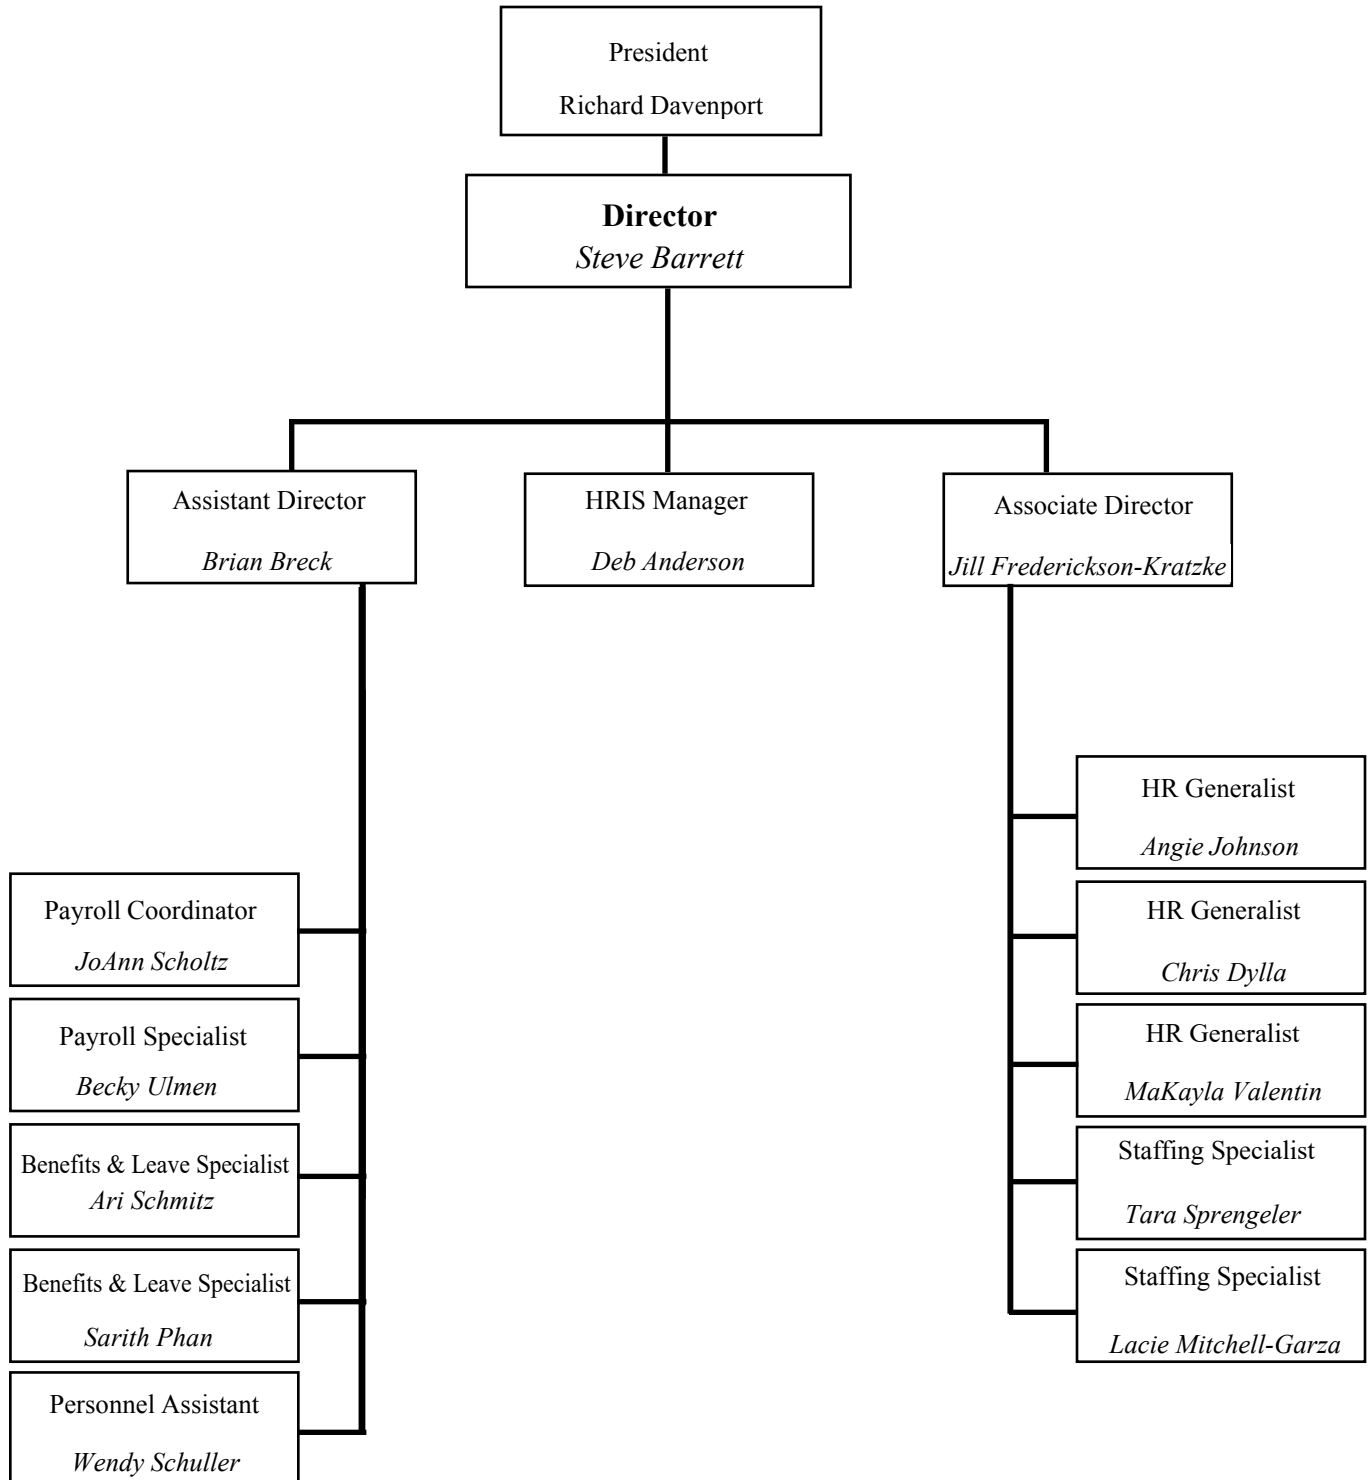 President
Richard Davenport
Director
Steve Barrett
Assistant Director
Brian Breck
HRIS Manager
Deb Anderson
Associate Director
Jill Frederickson-Kratzke
Payroll Coordinator
JoAnn Scholtz
Payroll Specialist
Becky Ulmen
Benefits & Leave Specialist
Ari Schmitz
Benefits & Leave Specialist
Sarith Phan
Personnel Assistant
Wendy Schuller
HR Generalist
Angie Johnson
HR Generalist
Chris Dylla
HR Generalist
MaKayla Valentin
Staffing Specialist
Tara Sprengeler
Staffing Specialist
Lacie Mitchell-Garza